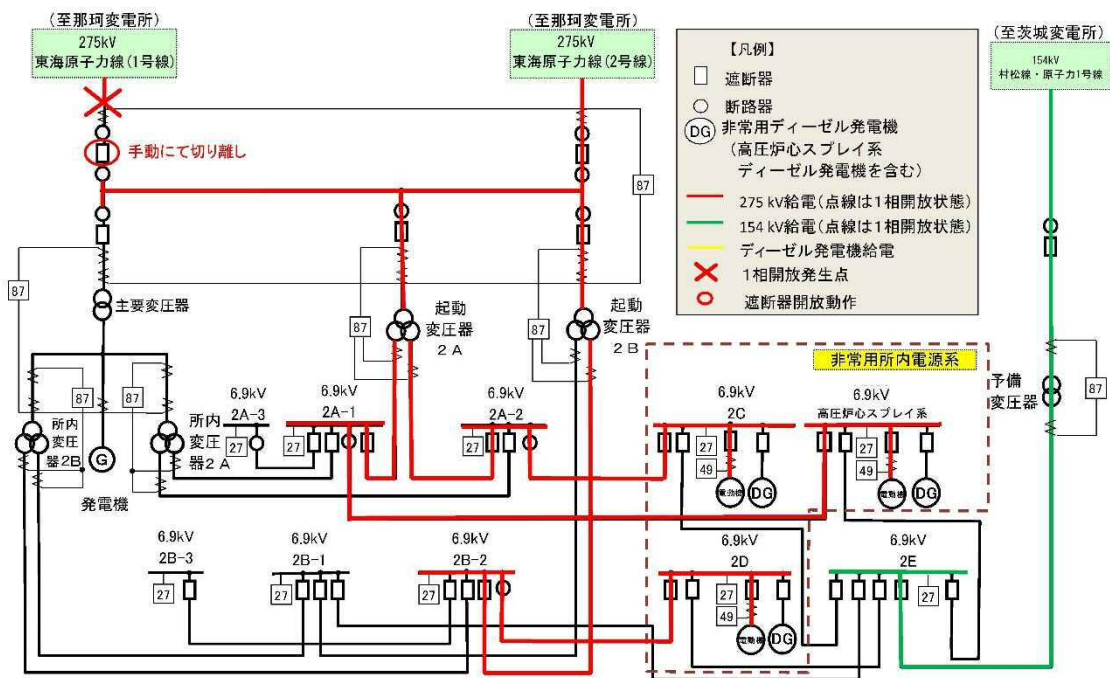 (至那珂変電所)
275kV
東海原子力線(1号線)
(至那珂変電所)
275kV
東海原子力線(2号線)
(至茨城変電所)
154kV
村松線・原子力1号線
【凡例】
遮断器
断路器
DG
非常用ディーゼル発電機
(高圧炉心スプレイ系
ディーゼル発電機を含む)
275 kV給電(点線は1相開放状態)
154 kV給電(点線は1相開放状態)
ディーゼル発電機給電
1相開放発生点
遮断器開放動作
手動にて切り離し
87
87
主要変圧器
87
起動
変圧器
2A
87
起動
変圧器
2B
予備
変圧器
87
非常用所内電源系
87
87
所内
変圧
器2B
G
発電機
所内
変圧
器2A
6.9kV
2A-3
27
6.9kV
2A-1
27
6.9kV
2A-2
27
6.9kV
2C
27
49
電動機
DG
6.9kV
高圧炉心スプレイ系
27
49
電動機
DG
6.9kV
2B-3
27
6.9kV
2B-1
27
6.9kV
2B-2
27
6.9kV
2D
27
49
電動機
DG
6.9kV
2E
27